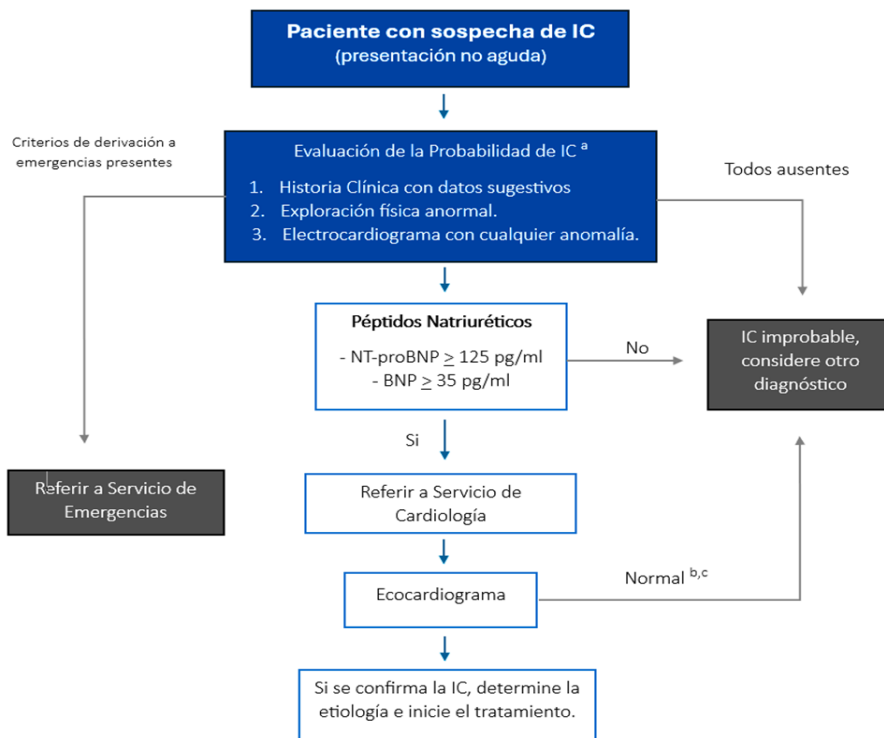 Paciente con sospecha de IC
(presentación no aguda)
Criterios de derivación a
emergencias presentes
Evaluación de la Probabilidad de IC a
1. Historia Clínica con datos sugestivos
2. Exploración física anormal.
3. Electrocardiograma con cualquier anomalía.
Todos ausentes
Péptidos Natriuréticos
- NT-proBNP ≥ 125 pg/ml
- BNP ≥ 35 pg/ml
No
IC improbable,
considere otro
diagnóstico
Si
Referir a Servicio de
Emergencias
Referir a Servicio de
Cardiología
Ecocardiograma
Normal b,c
Si se confirma la IC, determine la
etiología e inicie el tratamiento.